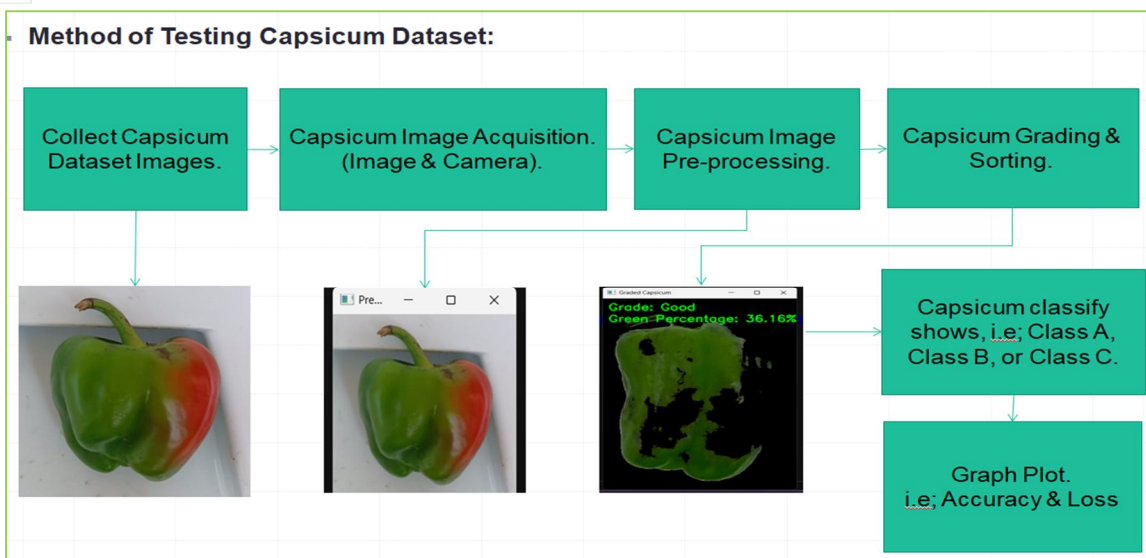 Method of Testing Capsicum Dataset:
Collect Capsicum
Dataset Images.
Capsicum Image Acquisition.
(Image & Camera).
Capsicum Image
Pre-processing.
Capsicum Grading &
Sorting.
Pre...
Graded Capsicum
Grade: Good
Green Percentage: 36.16%
Capsicum classify
shows, i.e; Class A,
Class B, or Class C.
Graph Plot.
i.e; Accuracy & Loss